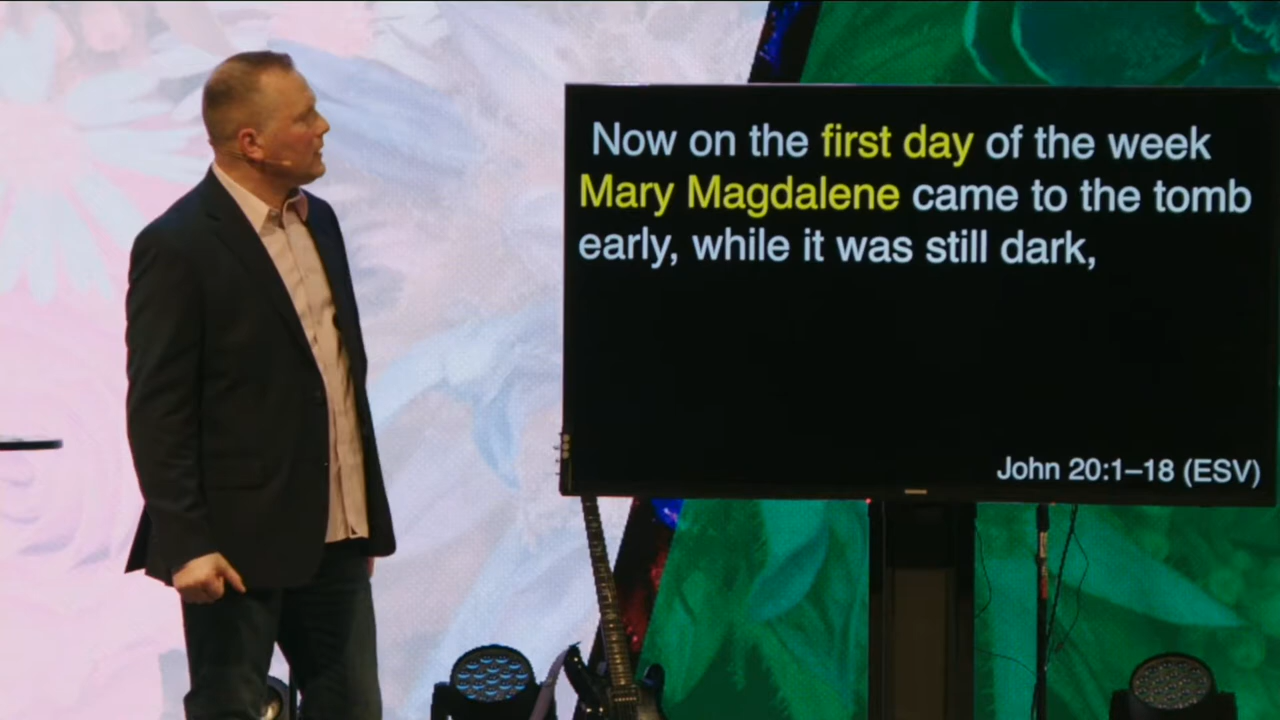 Now on the first day of the week
Mary Magdalene came to the tomb
early, while it was still dark,
John 20:1–18 (ESV)